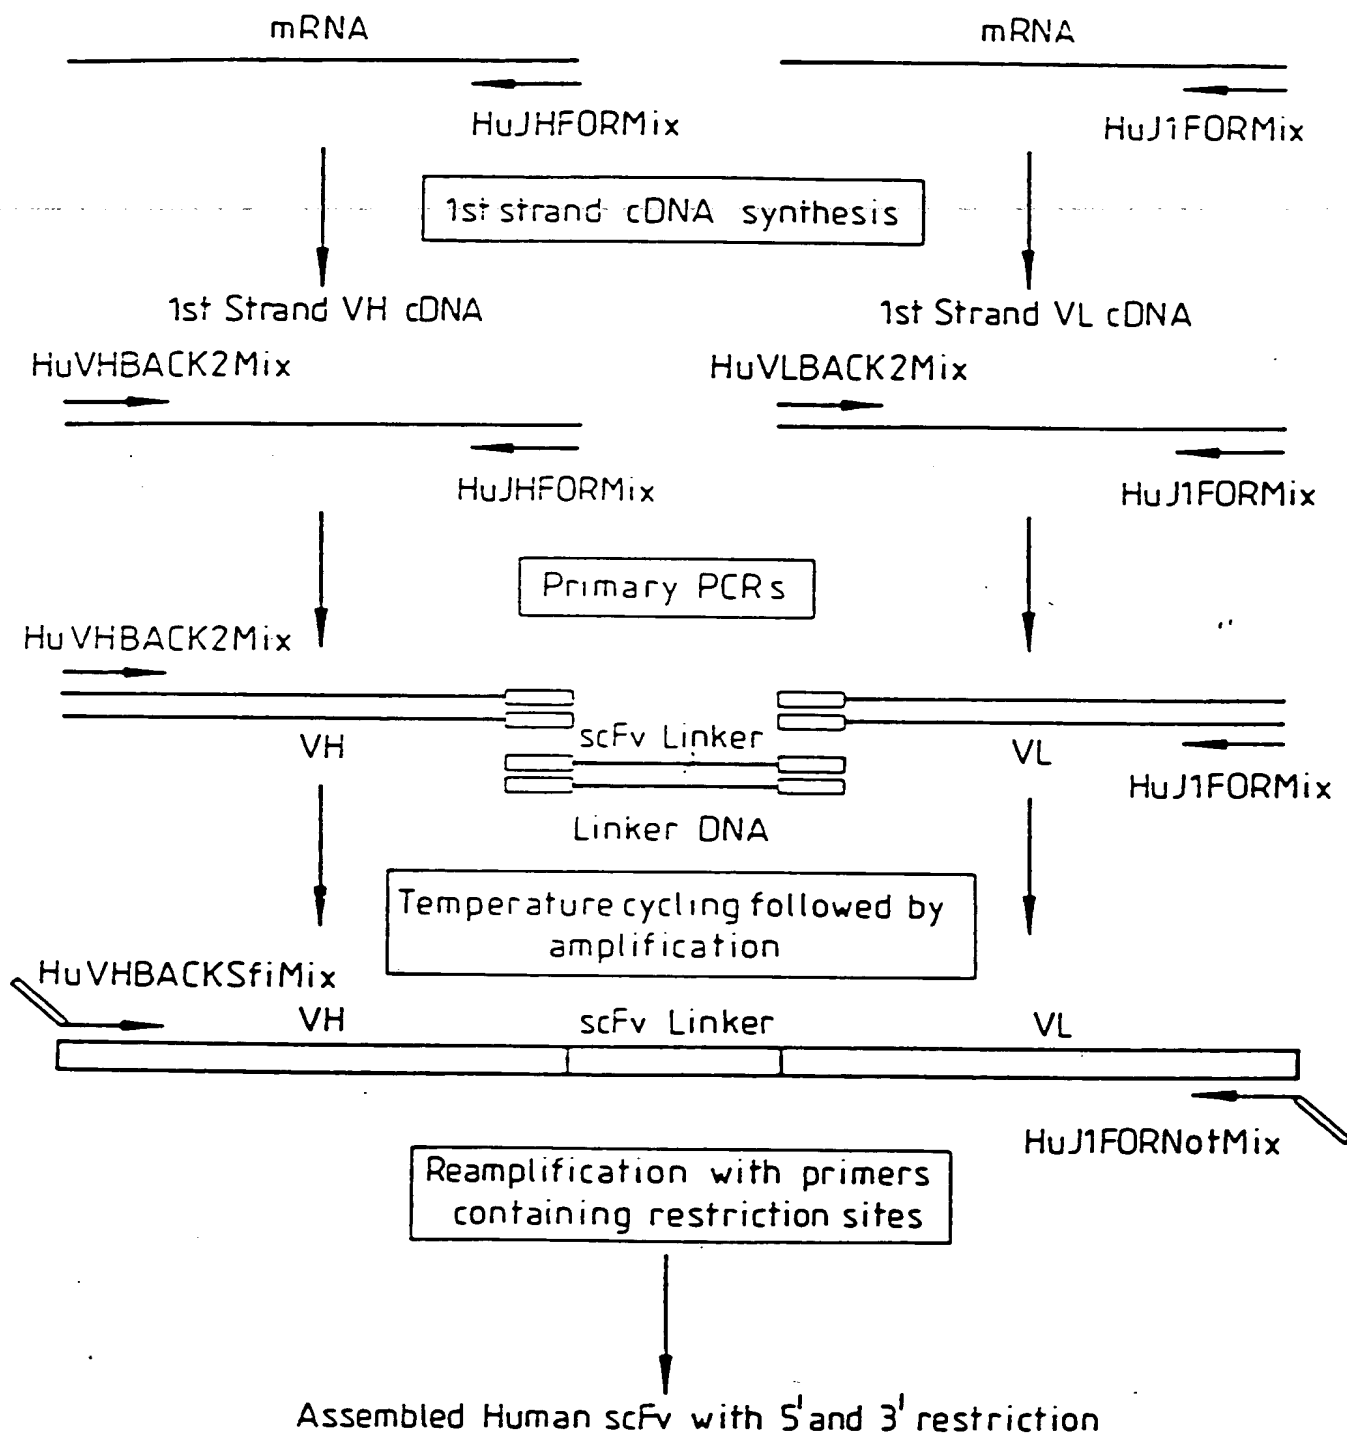 mRNA
mRNA
HuJHFORMix
HuJ1FORMix
1st strand cDNA synthesis
1st Strand VH cDNA
1st Strand VL cDNA
HuVHBACK2Mix
HuVLBACK2Mix
HuJHFORMix
HuJ1FORMix
Primary PCRs
HuVHBACK2Mix
VH
scFv Linker
VL
HuJ1FORMix
Linker DNA
Temperature cycling followed by
amplification
HuVHBACKSfiMix
VH
scFv Linker
VL
HuJ1FORNotMix
Reamplification with primers
containing restriction sites
Assembled Human scFv with 5' and 3' restriction